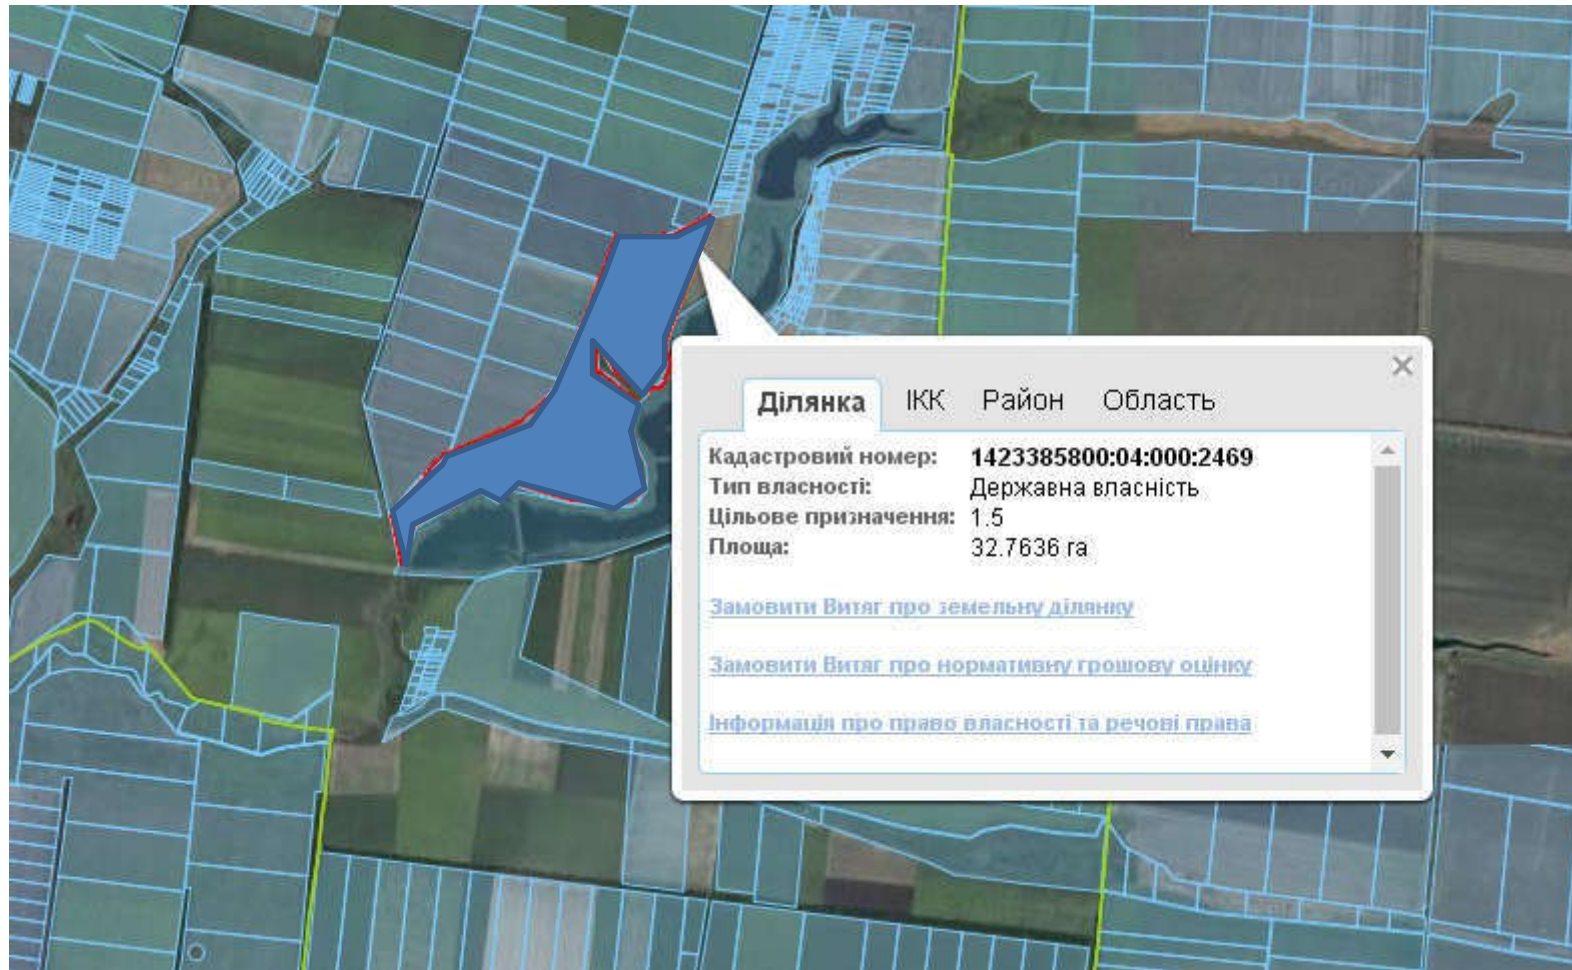 Ділянка ІКК Район Область
Кадастровий номер: 1423385800:04:000:2469
Тип власності: Державна власність
Цільове призначення: 1.5
Площа: 32.7636 га
Замовити Витяг про земельну ділянку
Замовити Витяг про нормативну грошову оцінку
Інформація про право власності та речові права